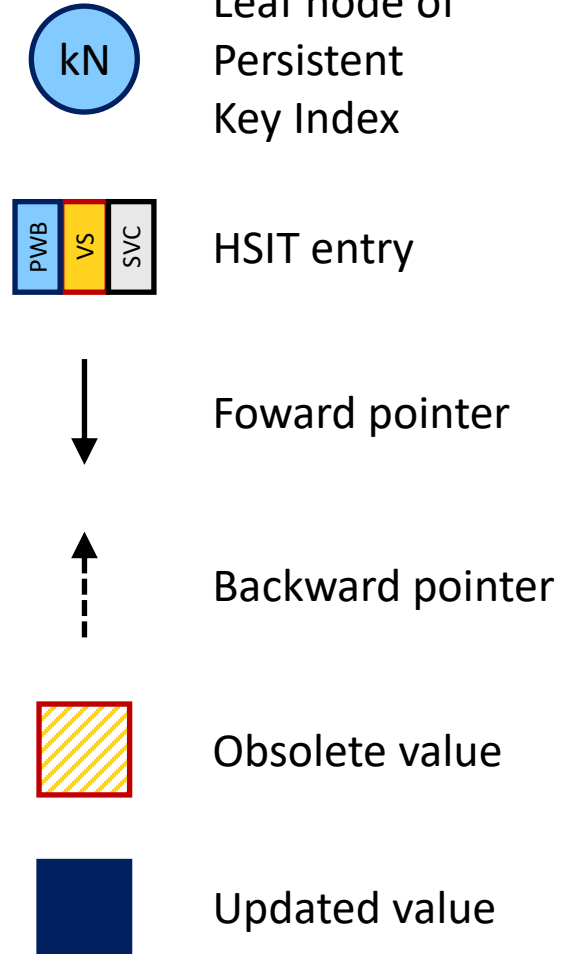 Leaf node of
kN
Persistent
Key Index
PWB
VS
SVC
HSIT entry
Foward pointer
Backward pointer
Obsolete value
Updated value